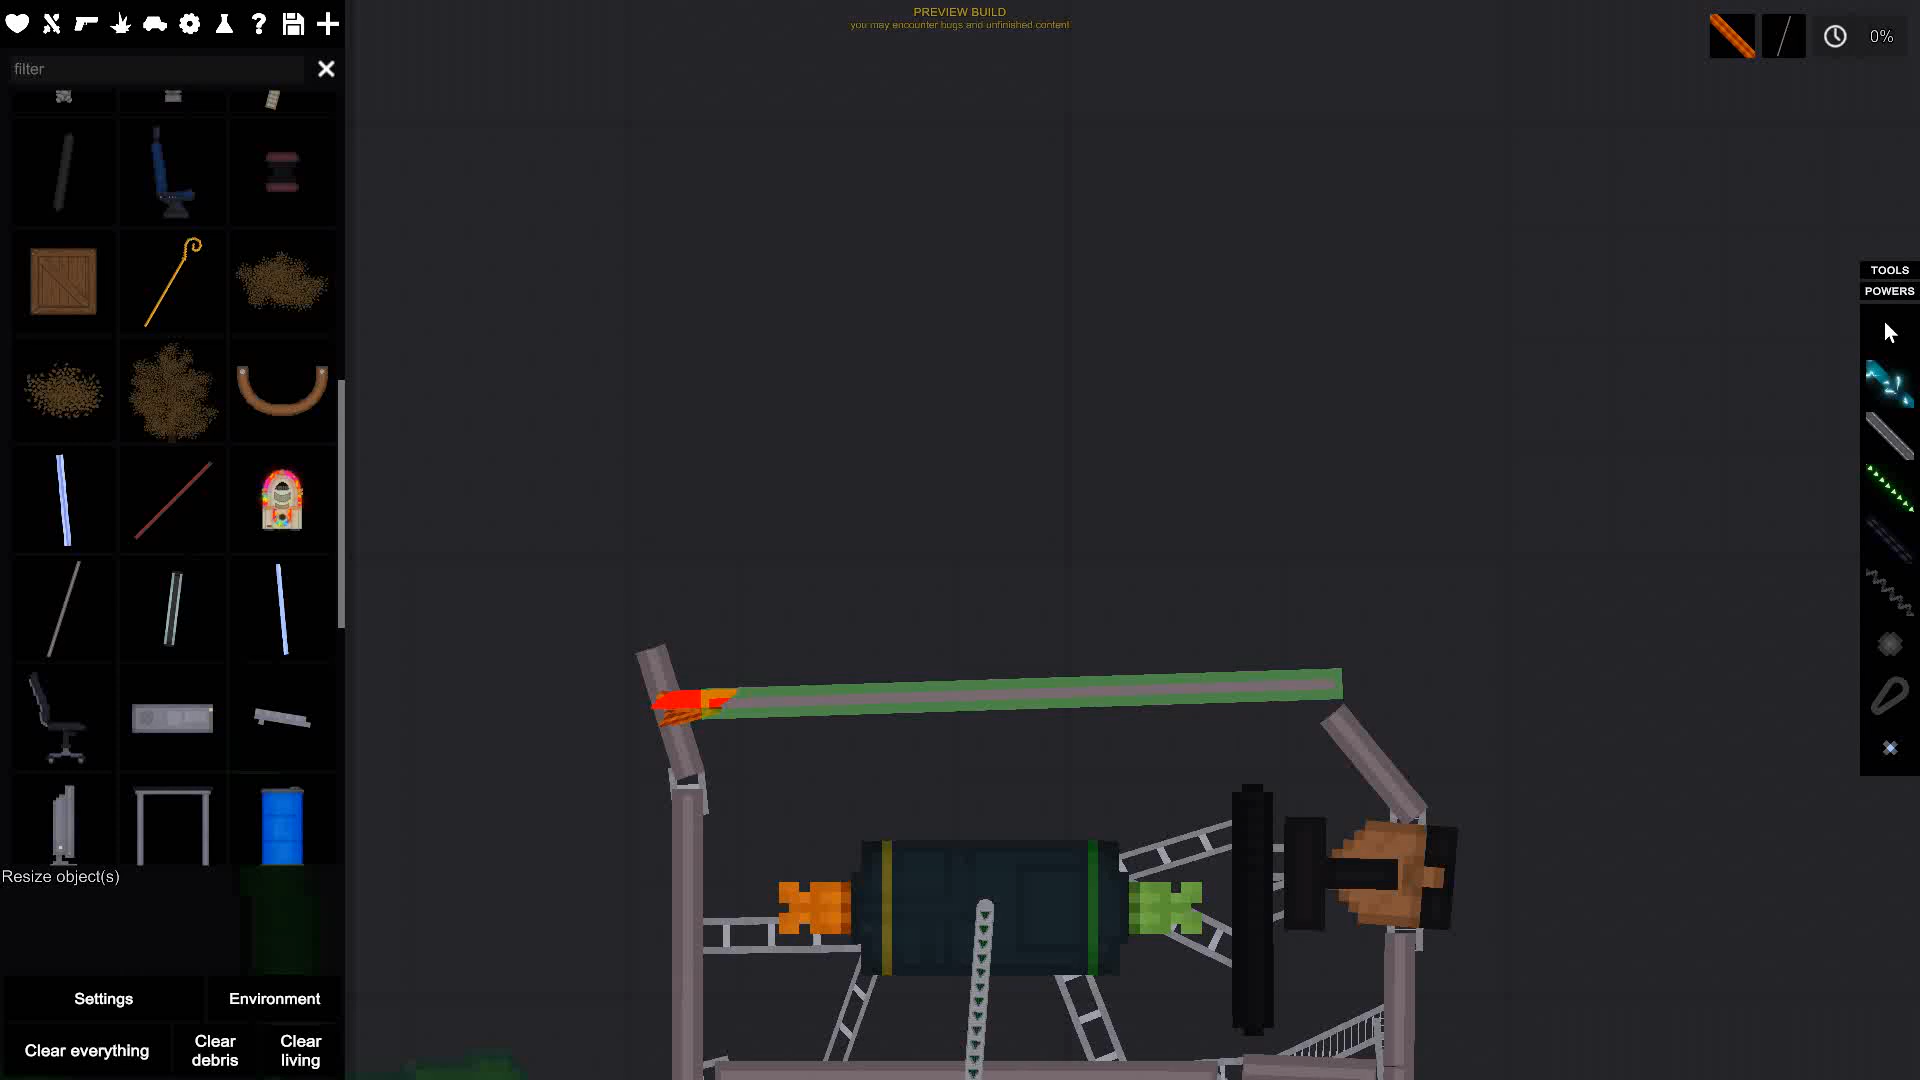 PREVIEW BUILD
you may encounter bugs and unfinished content
0%
filter
TOOLS
POWERS
Resize object(s)
Settings
Environment
Clear everything
Clear debris
Clear living